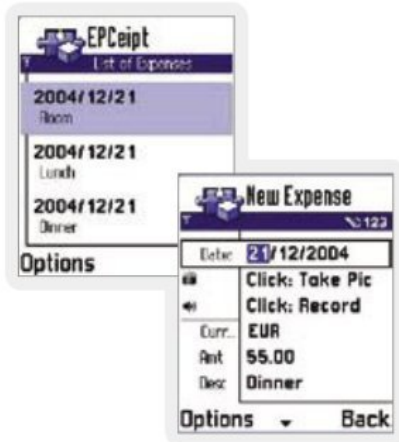 EPCeipt
List of Expenses
2004/12/21
Room
2004/12/21
Lunch
2004/12/21
Dinner
Options
New Expense
123
Date: 21/12/2004
Click: Take Pic
Click: Record
Curr.. EUR
Amt 55.00
Desc Dinner
Options Back